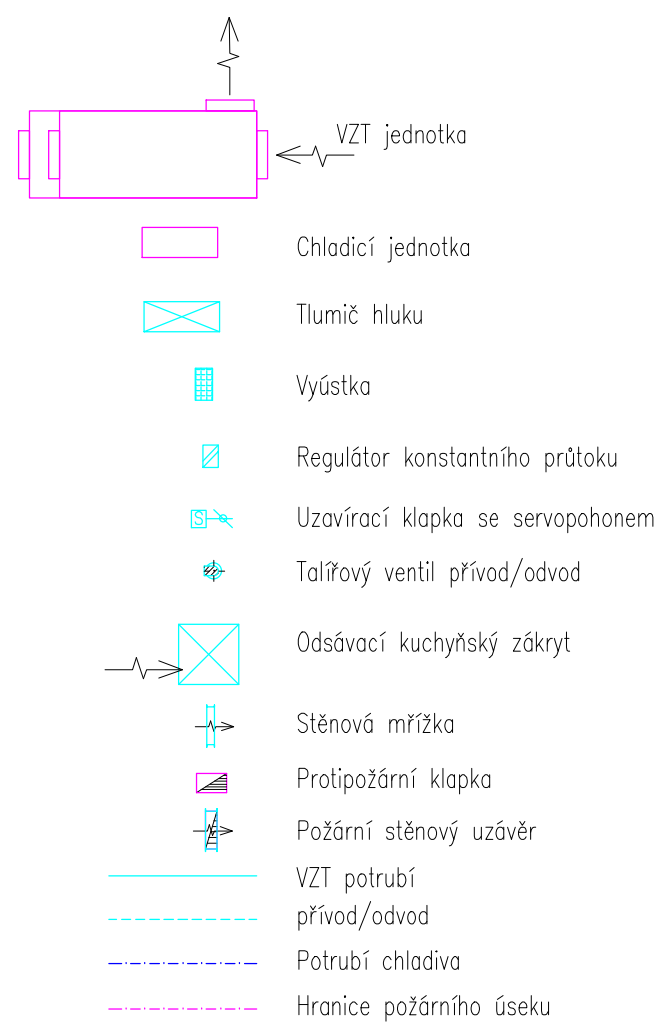 VZT jednotka
Chladicí jednotka
Tlumič hluku
Vyústka
Regulátor konstantního průtoku
S
Uzavírací klapka se servopohonem
Talířový ventil přívod/odvod
Odsávací kuchyňský zákryt
Stěnová mřížka
Protipožární klapka
Požární stěnový uzávěr
VZT potrubí
přívod/odvod
Potrubí chladiva
Hranice požárního úseku